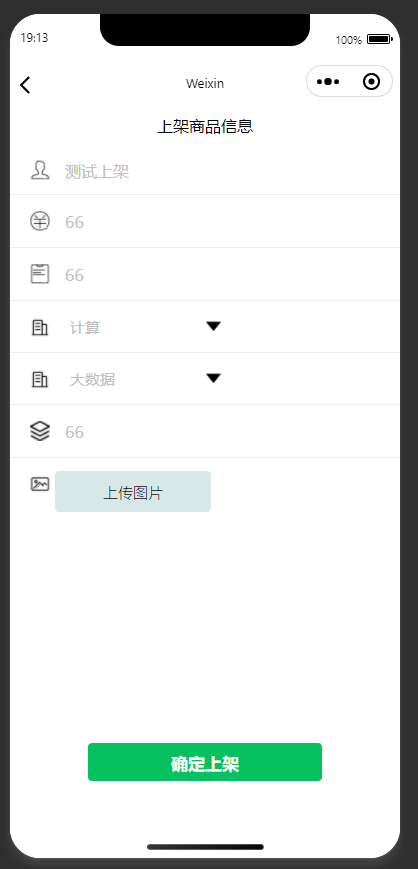 19:13
100%
Weixin
上架商品信息
测试上架
66
66
计算
大数据
66
上传图片
确定上架